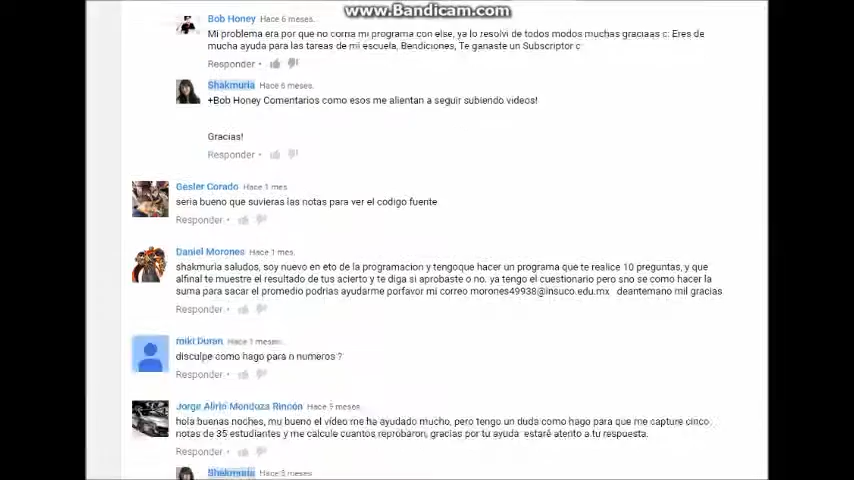 www.Bandicam.com
Bob Honey Hace 6 meses.
Mi problema era por que no corria mi programa con else, ya lo resolvi de todos modos muchas graciaas c: Eres de
mucha ayuda para las tareas de mi escuela, Bendiciones, Te ganaste un Subscriptor c
Responder •
Shakmuria Hace 6 meses.
+Bob Honey Comentarios como esos me alientan a seguir subiendo videos!
Gracias!
Responder •
Gesler Corado Hace 1 mes
seria bueno que suvieras las notas para ver el codigo fuente
Responder •
Daniel Morones Hace 1 mes.
shakmuria saludos, soy nuevo en eto de la programacion y tengoque hacer un programa que te realice 10 preguntas, y que
alfinal te muestre el resultado de tus acierto y te diga si aprobaste o no. ya tengo el cuestionario pero sno se como hacer la
suma para sacar el promedio podrias ayudarme porfavor mi correo morones49938@insuco.edu.mx deantemano mil gracias
Responder •
miki Duran Hace 1 meses.
disculpe como hago para n numeros ?
Responder •
Jorge Alirio Mendoza Rincón Hace 5 meses.
hola buenas noches, mu bueno el vídeo me ha ayudado mucho, pero tengo un duda como hago para que me capture cinco
notas de 35 estudiantes y me calcule cuantos reprobaron, gracias por tu ayuda estaré atento a tu respuesta.
Responder •
Shakmuria Hace 5 meses